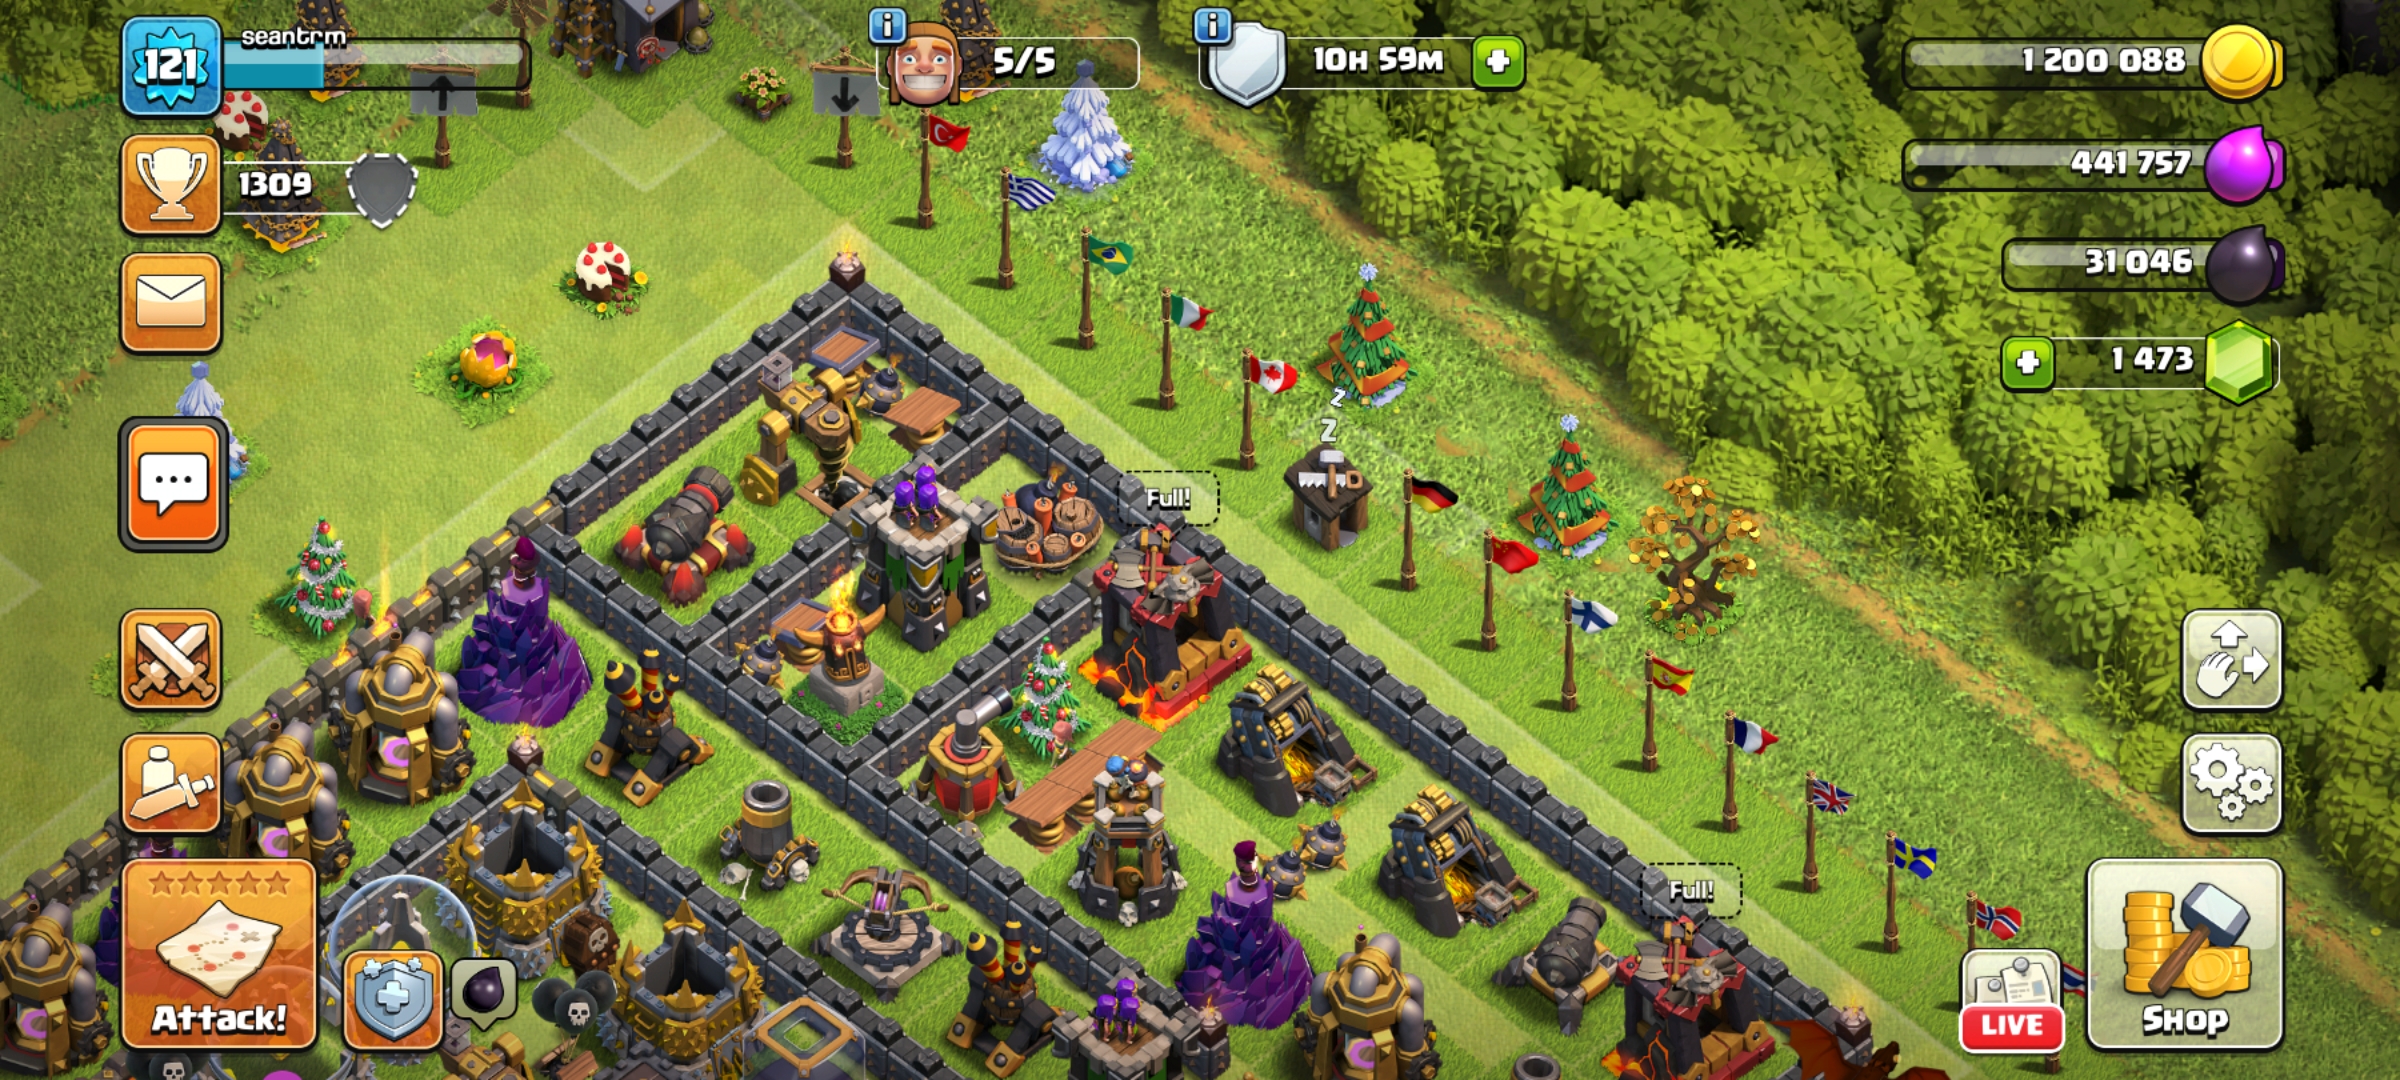 seantrm
121
5/5
10H 59M
1 200 088
1309
441 757
31 046
1 473
Z
Z
Full!
Full!
Attack!
LIVE
SHOP